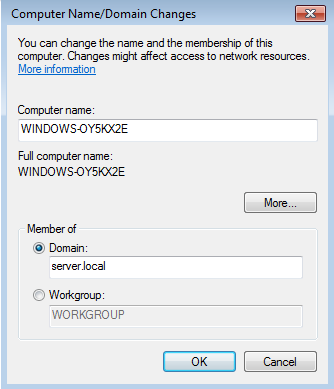 Computer Name/Domain Changes
You can change the name and the membership of this
computer. Changes might affect access to network resources.
More information
Computer name:
WINDOWS-OY5KX2E
Full computer name:
WINDOWS-OY5KX2E
More...
Member of
Domain:
server.local
Workgroup:
WORKGROUP
OK
Cancel